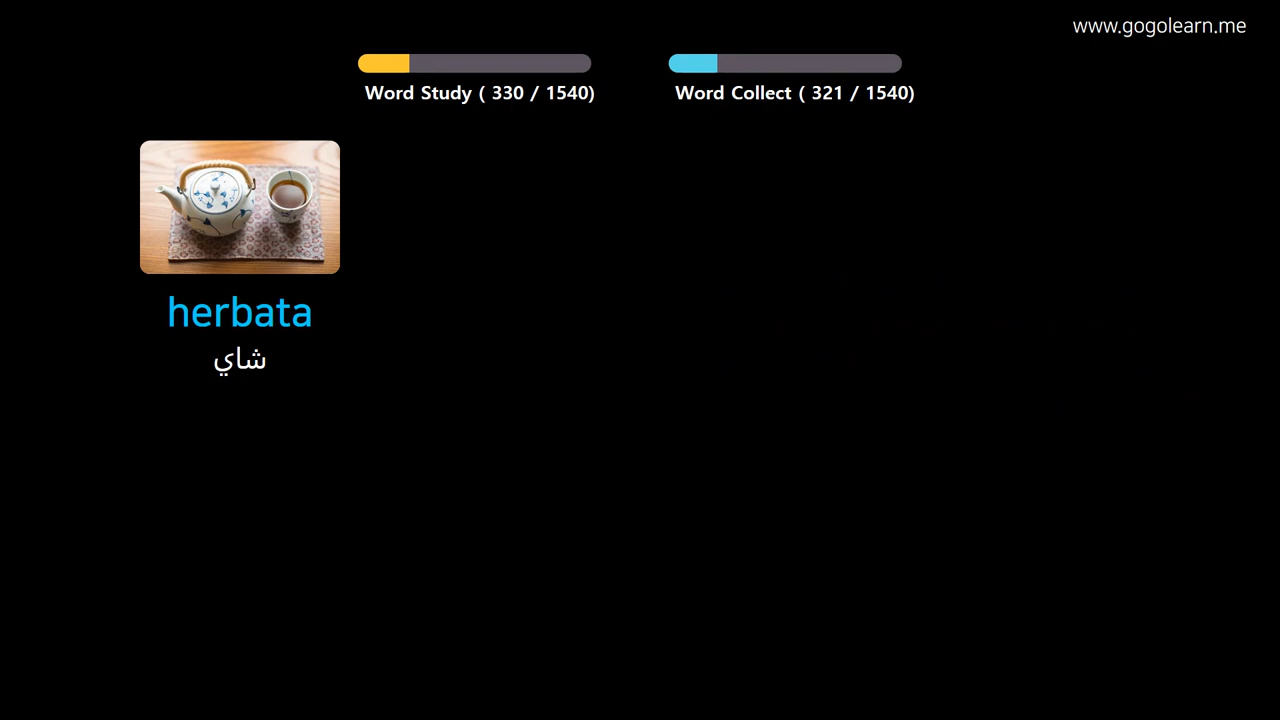 www.gogolearn.me
Word Study ( 330 / 1540)
Word Collect ( 321 / 1540)
herbata
شاي